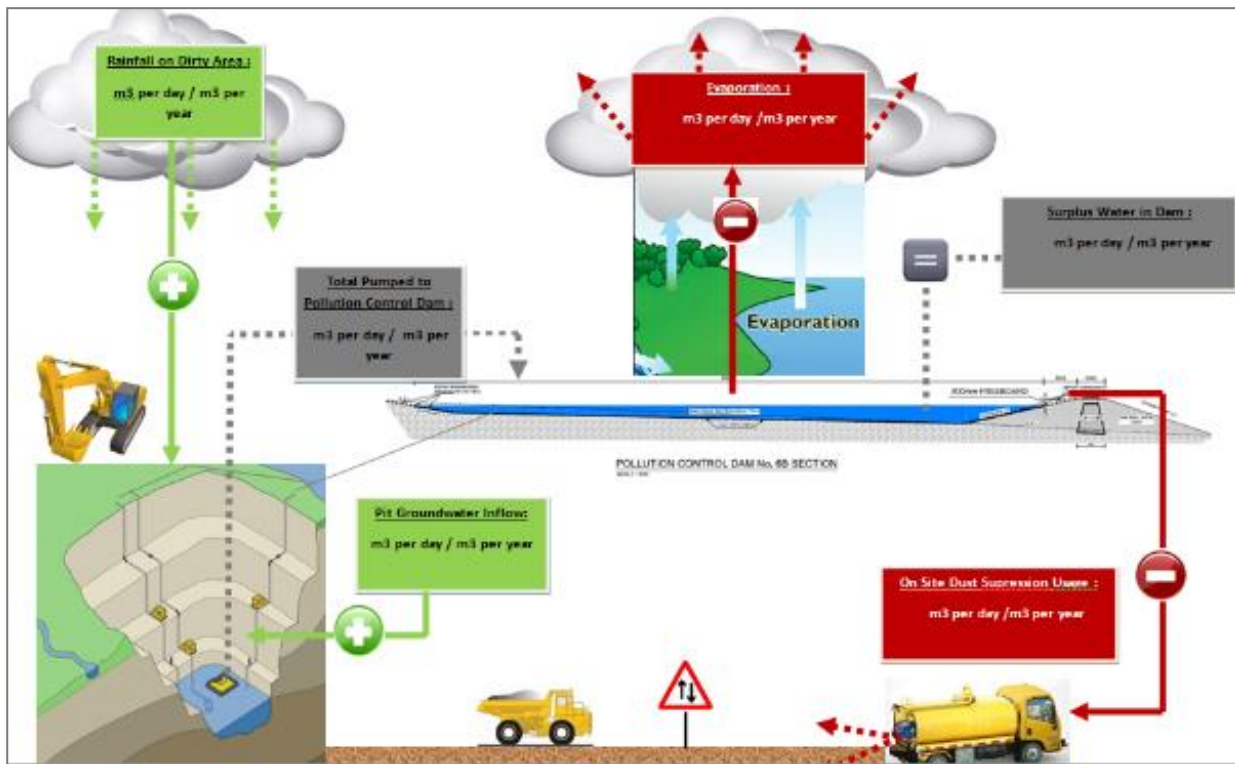 Rainfall on Dirty Area :
m3 per day / m3 per
year
Evaporation :
m3 per day /m3 per year
Surplus Water in Dam :
m3 per day / m3 per year
Total Pumped to
Pollution Control Dam :
m3 per day / m3 per
year
Evaporation
POLLUTION CONTROL DAM No. 6B SECTION
Pit Groundwater Inflow:
m3 per day / m3 per year
On Site Dust Supression Usage :
m3 per day /m3 per year